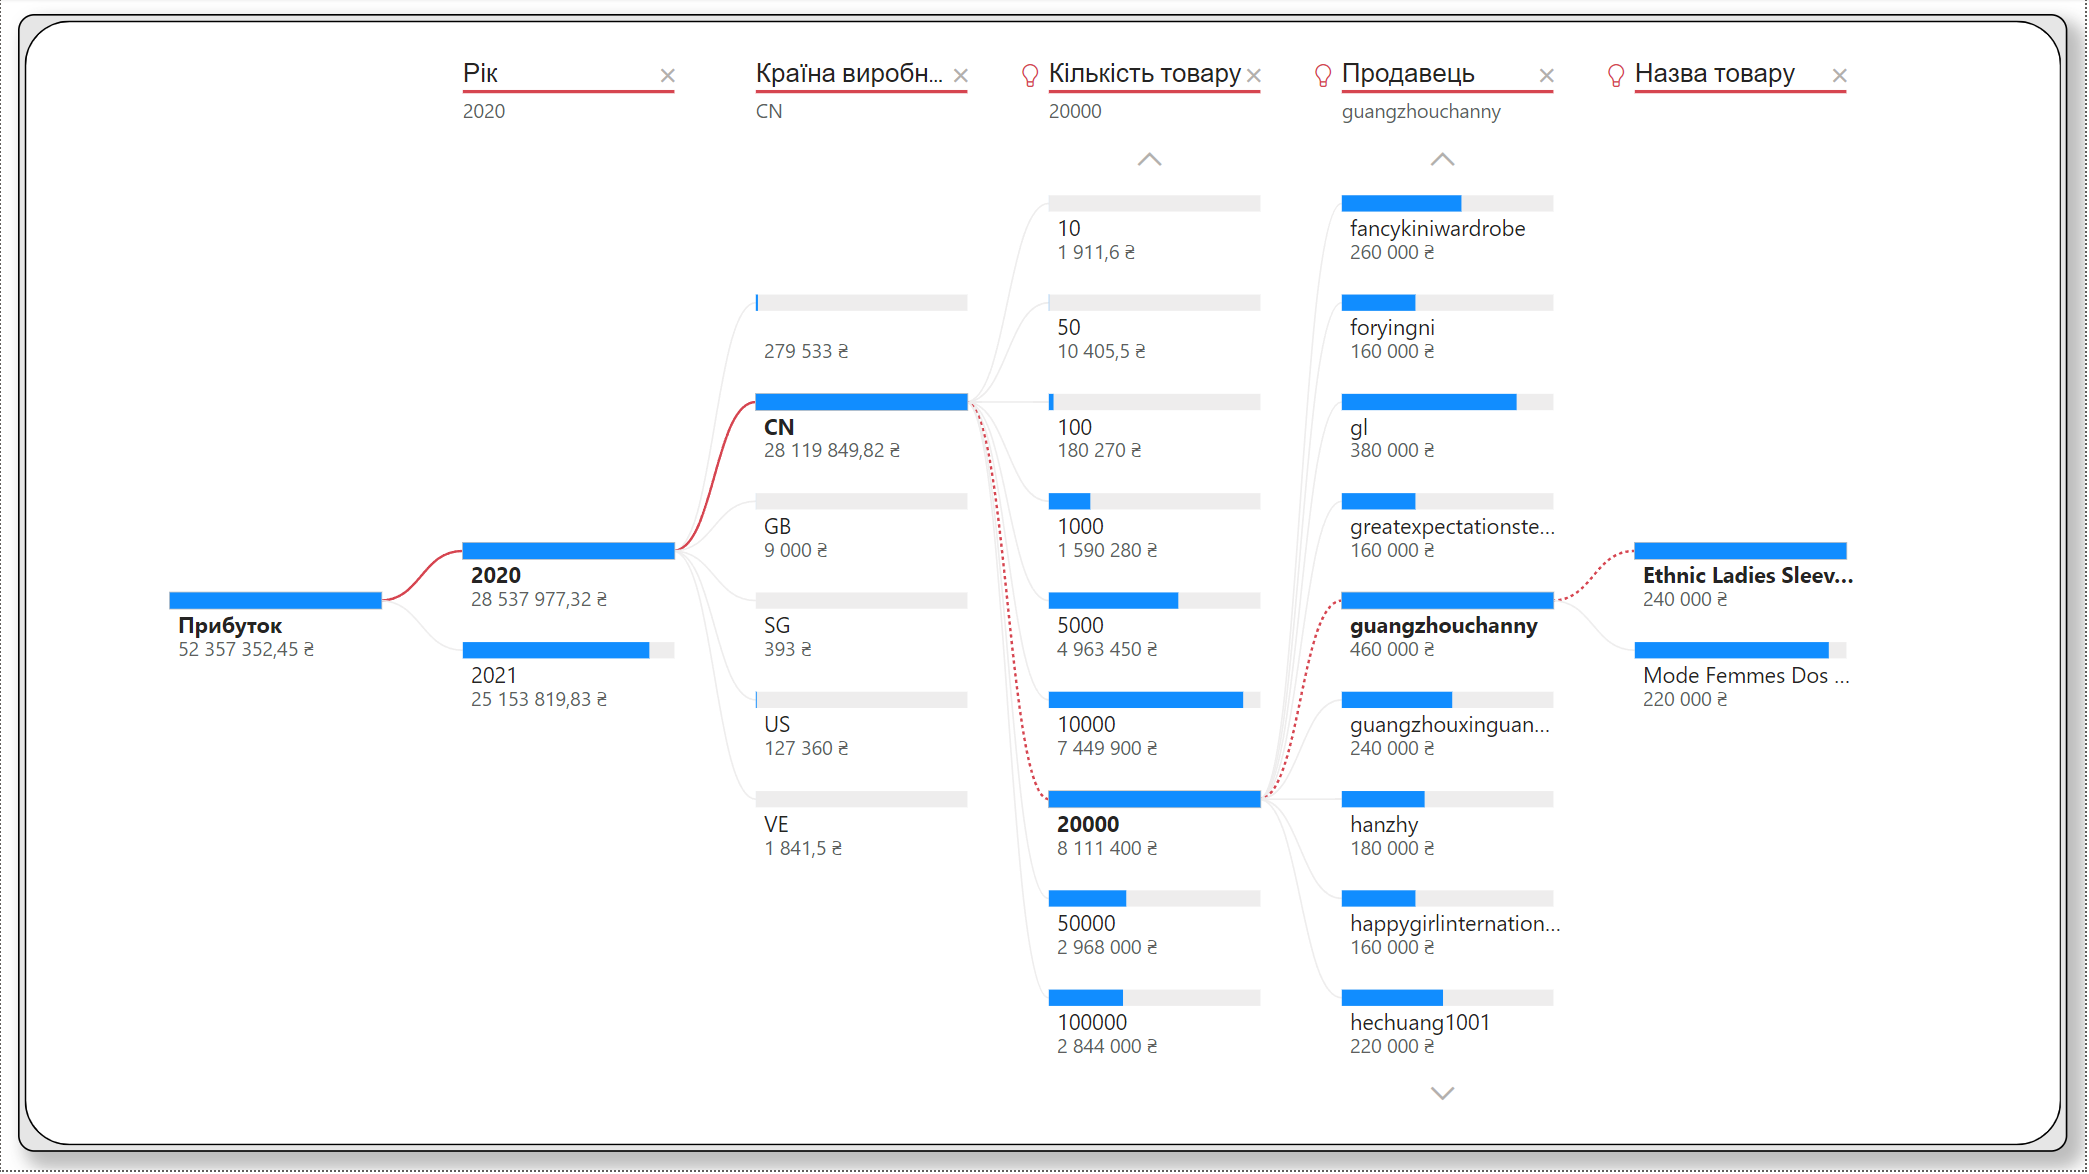 Рік
2020
Країна виробн...
CN
Кількість товару
20000
Продавець
guangzhouchanny
Назва товару
Прибуток
52 357 352,45 ₴
2020
28 537 977,32 ₴
2021
25 153 819,83 ₴
279 533 ₴
CN
28 119 849,82 ₴
GB
9 000 ₴
SG
393 ₴
US
127 360 ₴
VE
1 841,5 ₴
10
1 911,6 ₴
50
10 405,5 ₴
100
180 270 ₴
1000
1 590 280 ₴
5000
4 963 450 ₴
10000
7 449 900 ₴
20000
8 111 400 ₴
50000
2 968 000 ₴
100000
2 844 000 ₴
fancykiniwardrobe
260 000 ₴
foryingni
160 000 ₴
gl
380 000 ₴
greatexpectationste...
160 000 ₴
guangzhouchanny
460 000 ₴
guangzhouxinguan...
240 000 ₴
hanzhy
180 000 ₴
happygirlinternation...
160 000 ₴
hechuang1001
220 000 ₴
Ethnic Ladies Sleev...
240 000 ₴
Mode Femmes Dos ...
220 000 ₴